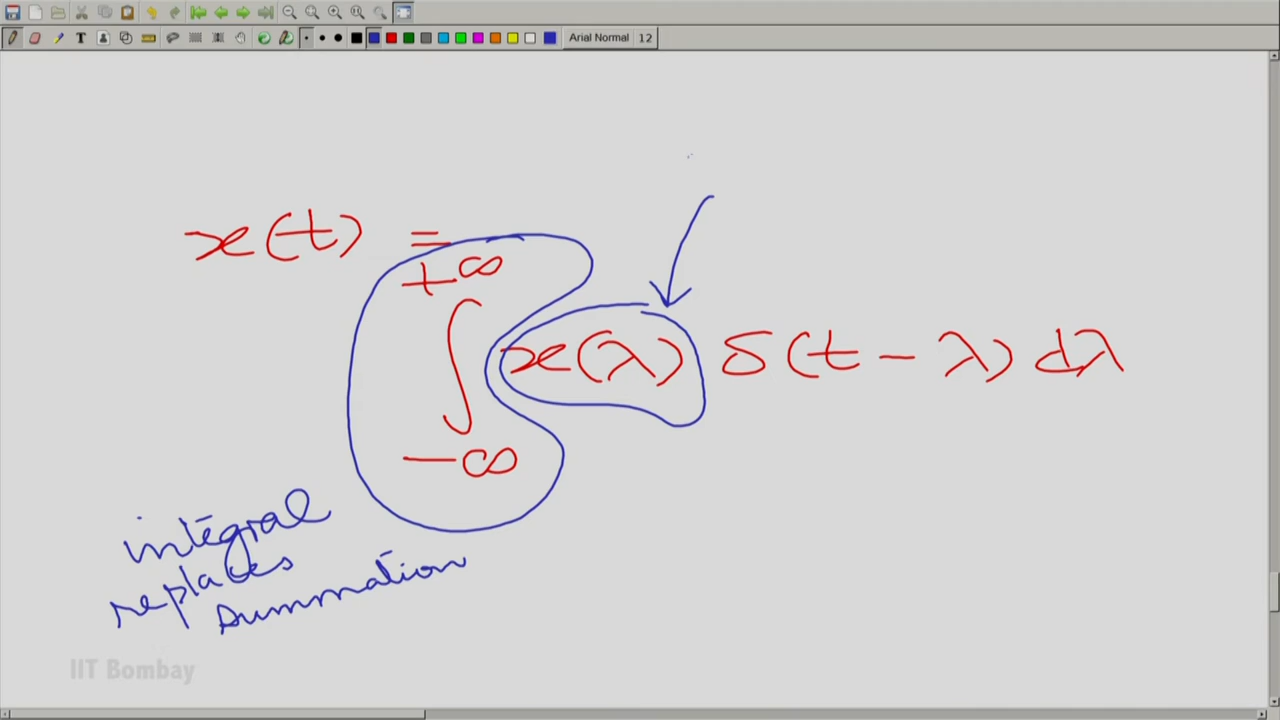 Arial Normal 12
x(t) =
+∞
∫ x(λ) δ(t - λ) dλ
-∞
integral
replaces
summation
IIT Bombay